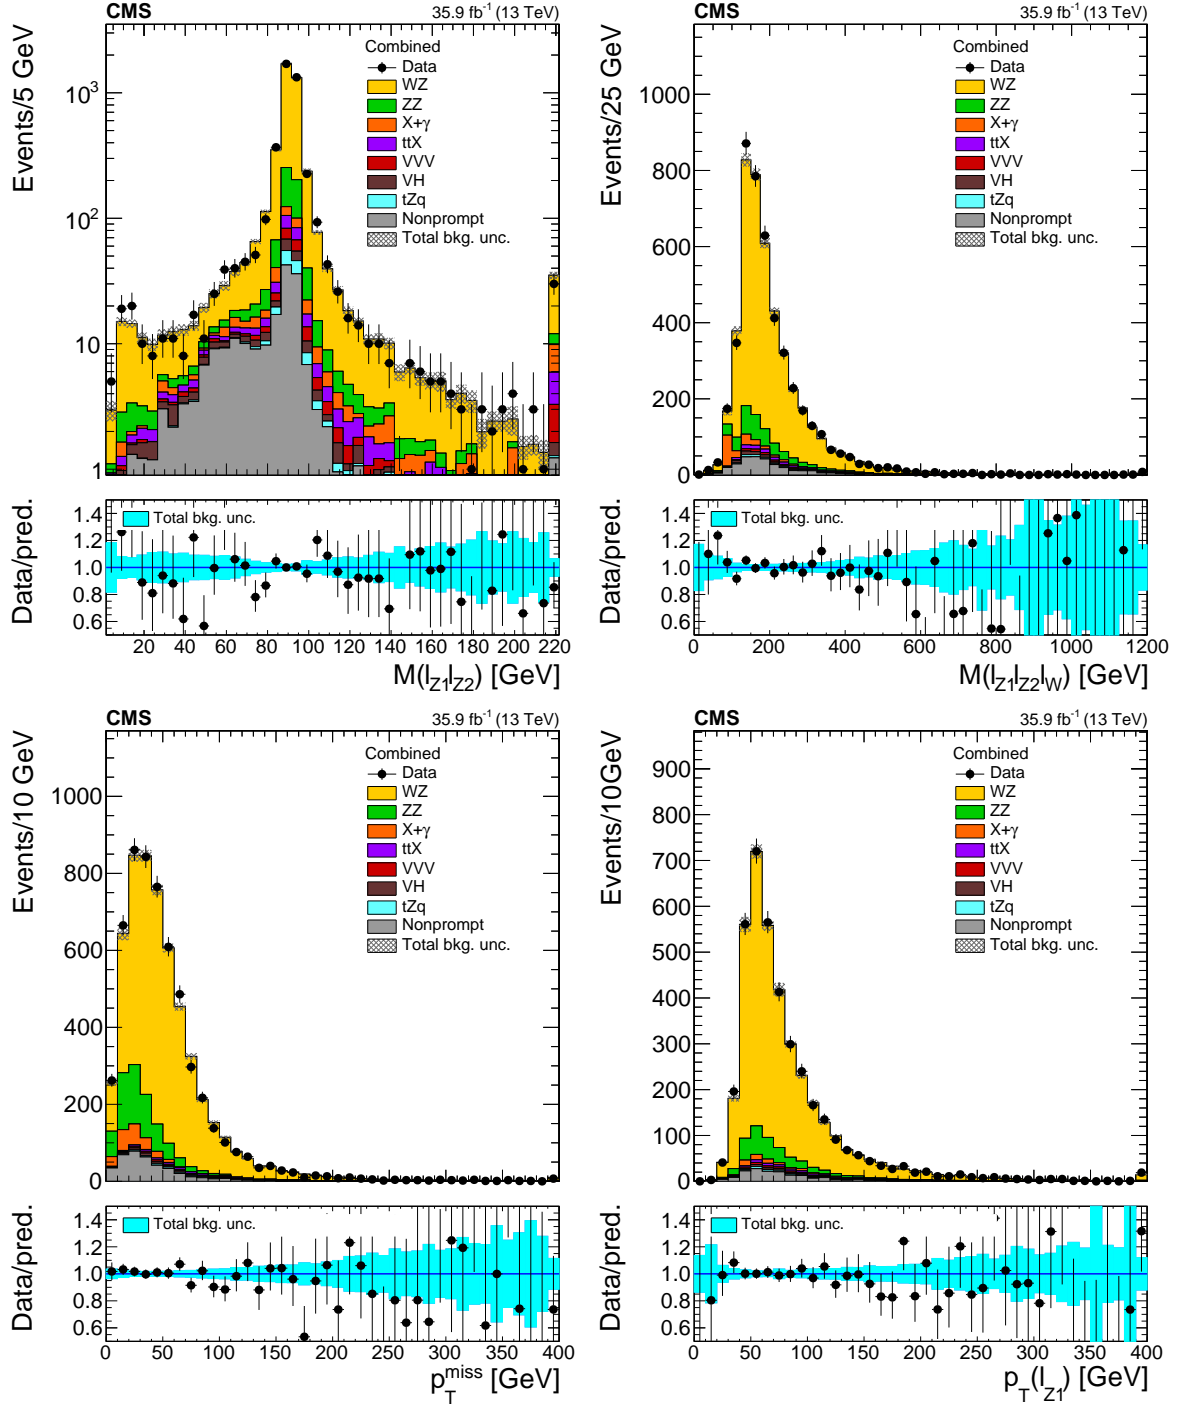 CMS 35.9 fb⁻¹ (13 TeV)
Events/5 GeV
10³
10²
10
1
Combined
Data
WZ
ZZ
X+γ
ttX
VVV
VH
tZq
Nonprompt
Total bkg. unc.
Data/pred.
1.4
1.2
1.0
0.8
0.6
Total bkg. unc.
20 40 60 80 100 120 140 160 180 200 220
M(l_Z1 l_Z2) [GeV]
CMS 35.9 fb⁻¹ (13 TeV)
Events/25 GeV
1000
800
600
400
200
0
Combined
Data
WZ
ZZ
X+γ
ttX
VVV
VH
tZq
Nonprompt
Total bkg. unc.
Data/pred.
1.4
1.2
1.0
0.8
0.6
Total bkg. unc.
0 200 400 600 800 1000 1200
M(l_Z1 l_Z2 l_W) [GeV]
CMS 35.9 fb⁻¹ (13 TeV)
Events/10 GeV
1000
800
600
400
200
0
Combined
Data
WZ
ZZ
X+γ
ttX
VVV
VH
tZq
Nonprompt
Total bkg. unc.
Data/pred.
1.4
1.2
1.0
0.8
0.6
Total bkg. unc.
0 50 100 150 200 250 300 350 400
p_T^miss [GeV]
CMS 35.9 fb⁻¹ (13 TeV)
Events/10GeV
900
800
700
600
500
400
300
200
100
0
Combined
Data
WZ
ZZ
X+γ
ttX
VVV
VH
tZq
Nonprompt
Total bkg. unc.
Data/pred.
1.4
1.2
1.0
0.8
0.6
Total bkg. unc.
0 50 100 150 200 250 300 350 400
p_T(l_Z1) [GeV]